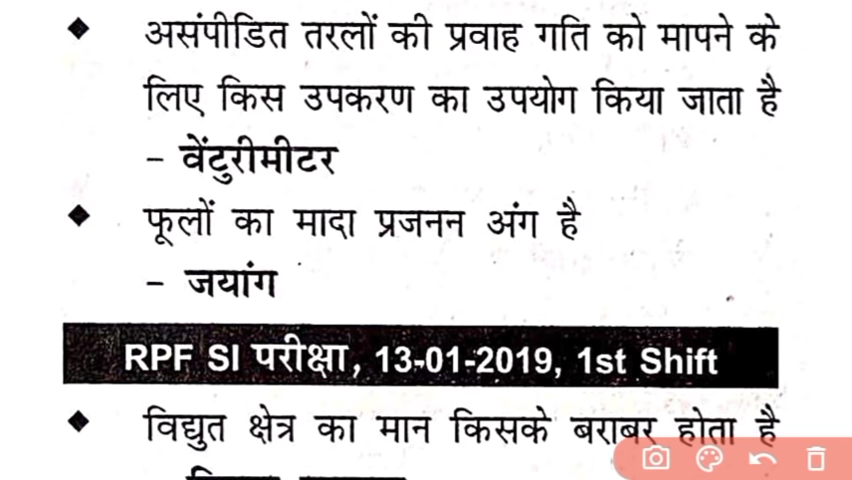 ◆ असंपीडित तरलों की प्रवाह गति को मापने के
लिए किस उपकरण का उपयोग किया जाता है
– वेंटुरीमीटर
◆ फूलों का मादा प्रजनन अंग है
– जयांग
RPF SI परीक्षा, 13-01-2019, 1st Shift
◆ विद्युत क्षेत्र का मान किसके बराबर होता है